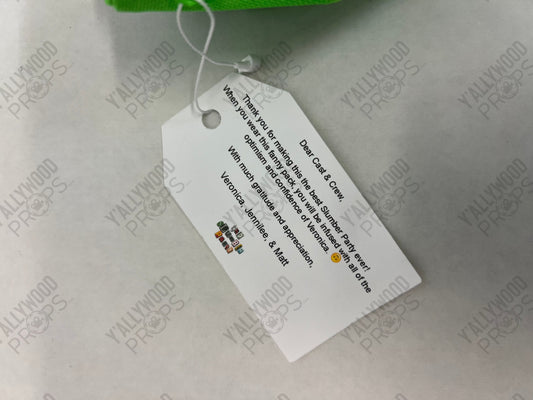 Dear Cast & Crew,
Thank you for making this the best Slumber Party ever!
When you wear this fanny pack, you will be infused with all of the
optimism and confidence of Veronica. 😊
With much gratitude and appreciation,
Veronica, Jennilee, & Matt
Y'ALLYWOOD
PROPS